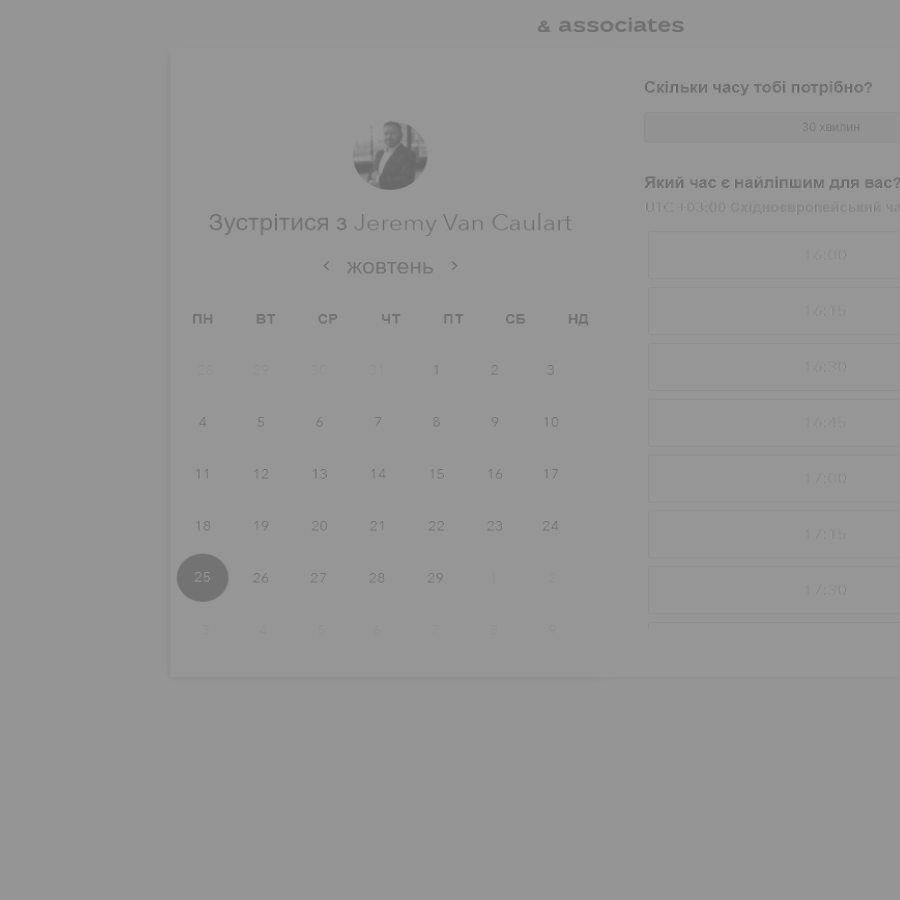 & associates
Зустрітися з Jeremy Van Caulart
< жовтень >
ПН ВТ СР ЧТ ПТ СБ НД
28 29 30 31 1 2 3
4 5 6 7 8 9 10
11 12 13 14 15 16 17
18 19 20 21 22 23 24
25 26 27 28 29 1 2
3 4 5 6 7 8 9
Скільки часу тобі потрібно?
30 хвилин
Який час є найліпшим для вас?
UTC +03:00 Східноєвропейський ча
16:00
16:15
16:30
16:45
17:00
17:15
17:30